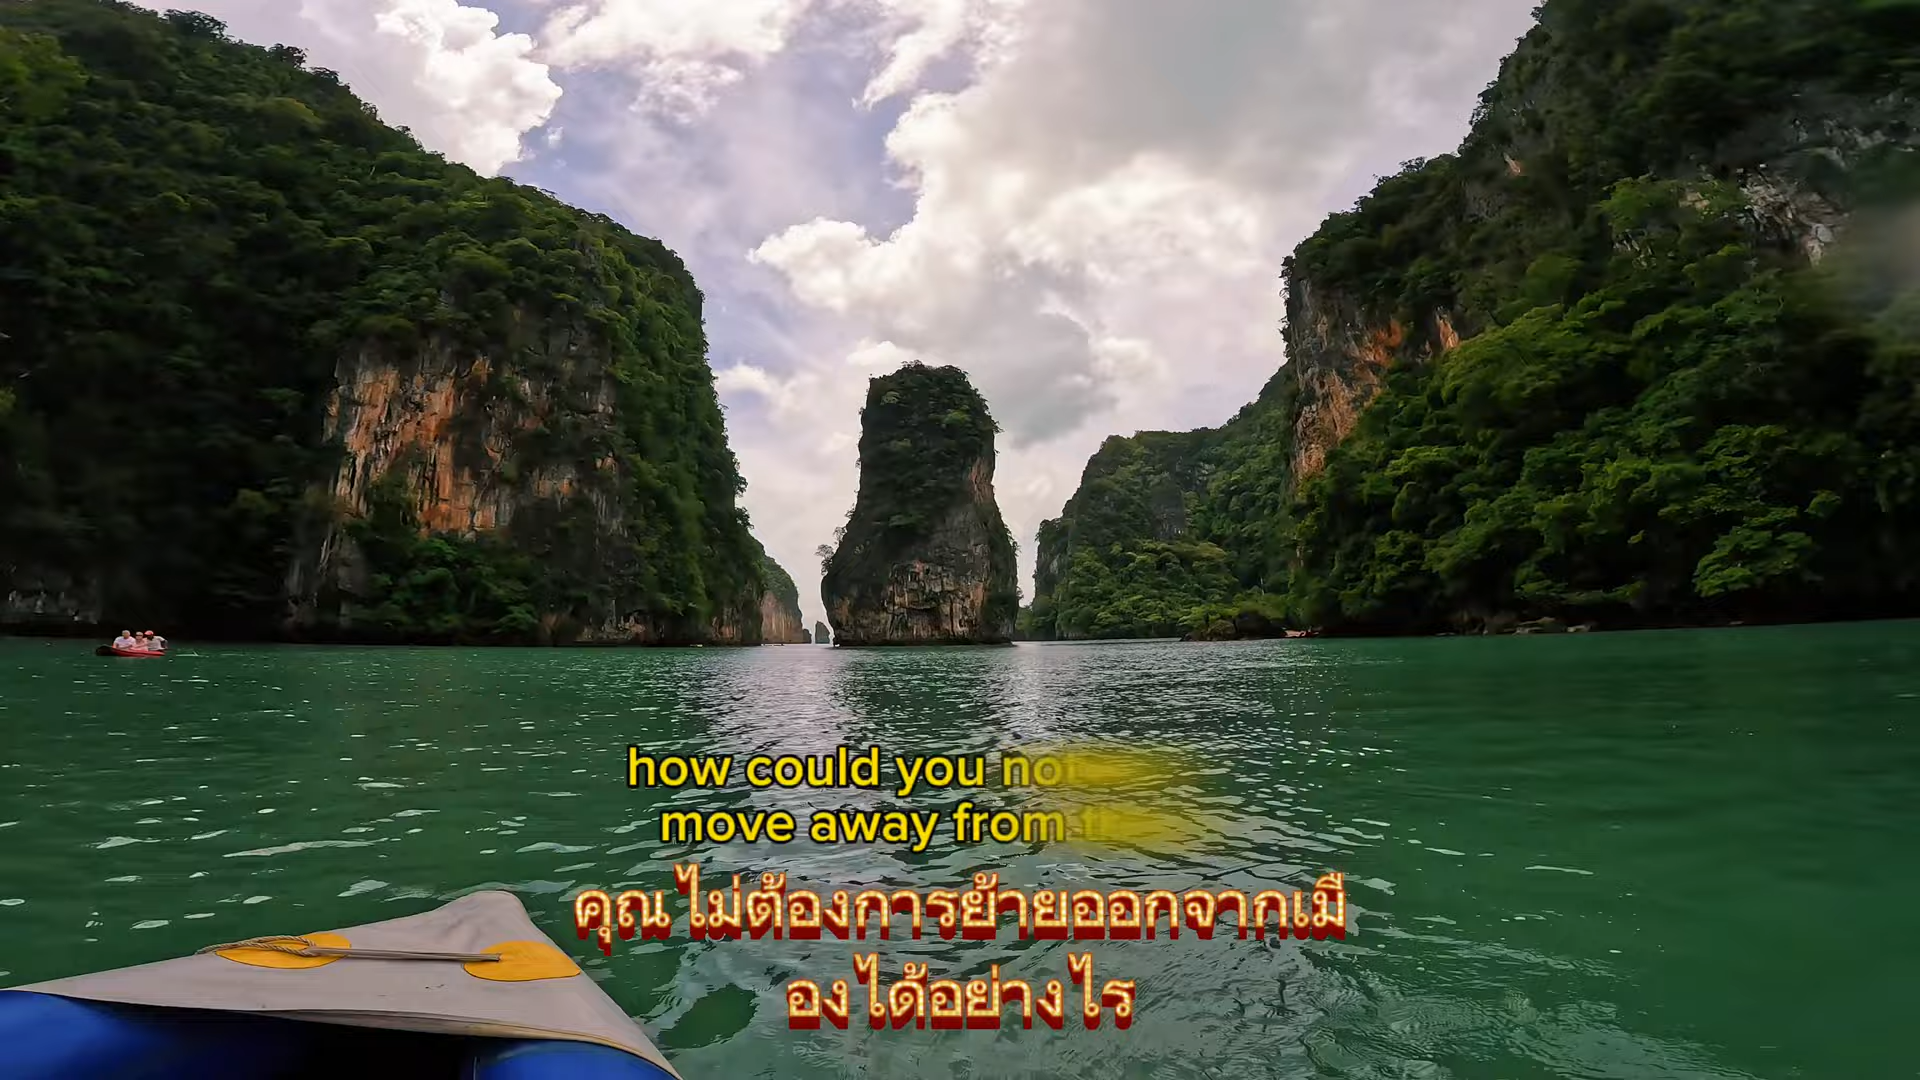 how could you no
move away from
คุณไม่ต้องการย้ายออกจากเมื
องได้อย่างไร